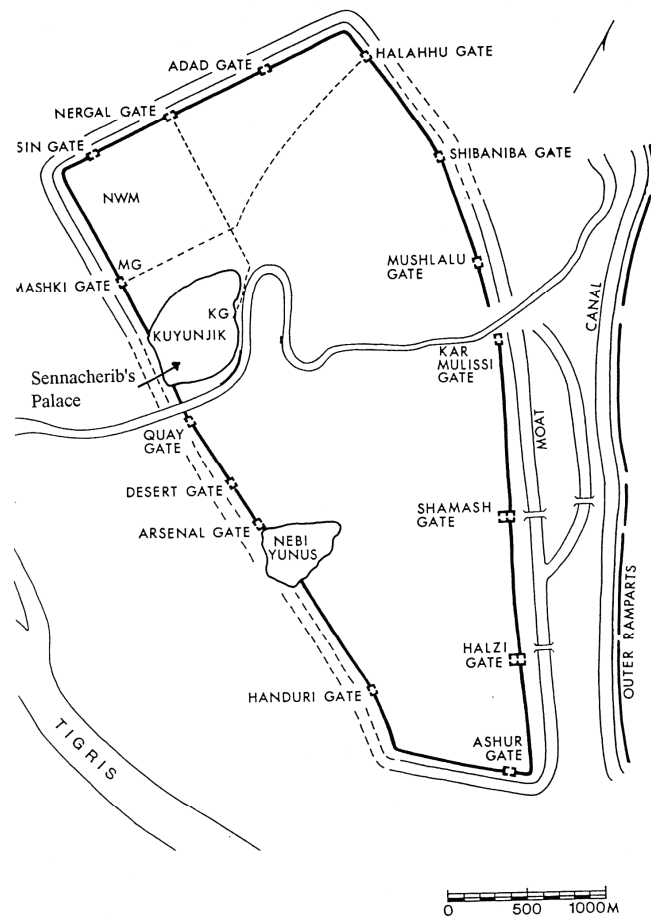 HALAHHU GATE
ADAD GATE
NERGAL GATE
SIN GATE
SHIBANIBA GATE
NWM
MG
MASHKI GATE
MUSHLALU
GATE
KG
KUYUNJIK
CANAL
KAR
MULISSI
GATE
Sennacherib's
Palace
QUAY
GATE
MOAT
DESERT GATE
SHAMASH
GATE
ARSENAL GATE
NEBI
YUNUS
OUTER RAMPARTS
HALZI
GATE
HANDURI GATE
TIGRIS
ASHUR
GATE
0 500 1000M